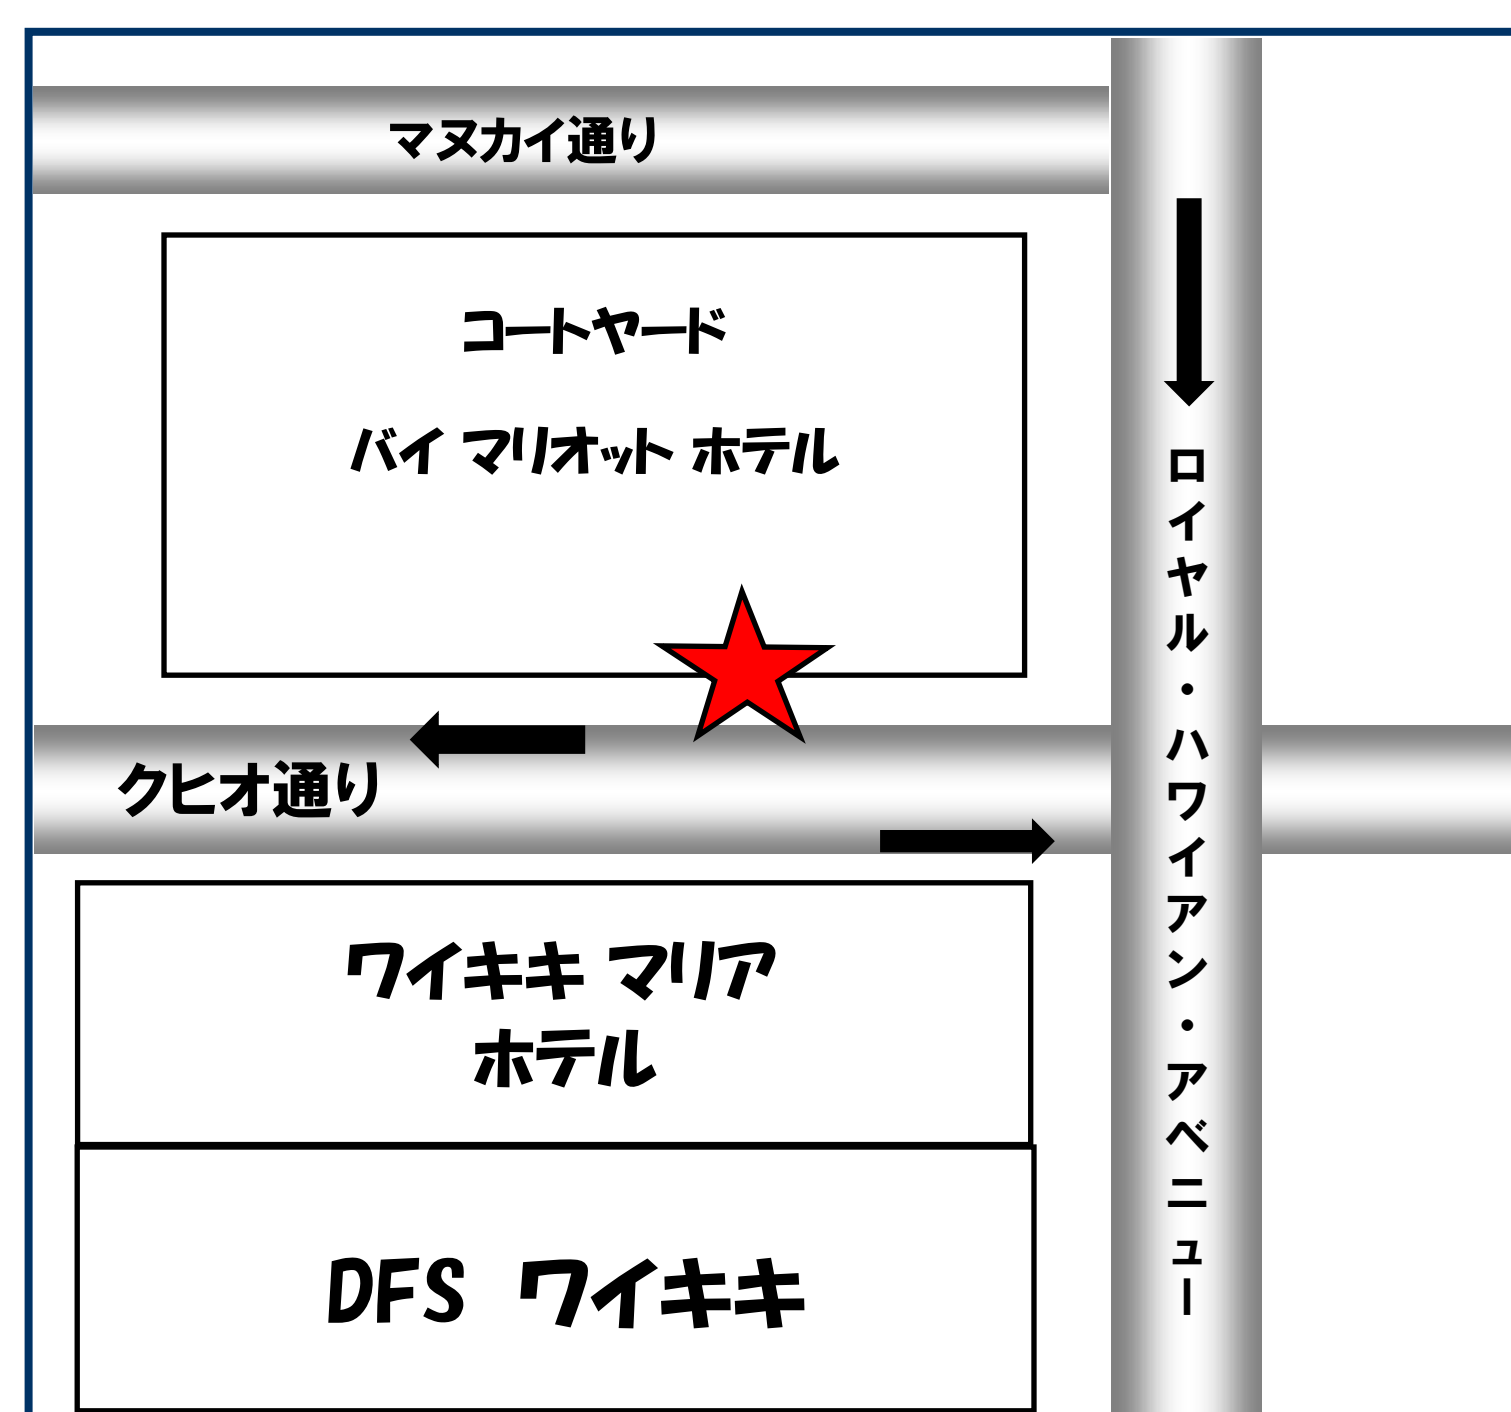 マヌカイ通り
コートヤード
バイ マリオット ホテル
ロイヤル・ハワイアン・アベニュー
クヒオ通り
ワイキキ マリア
ホテル
DFS ワイキキ